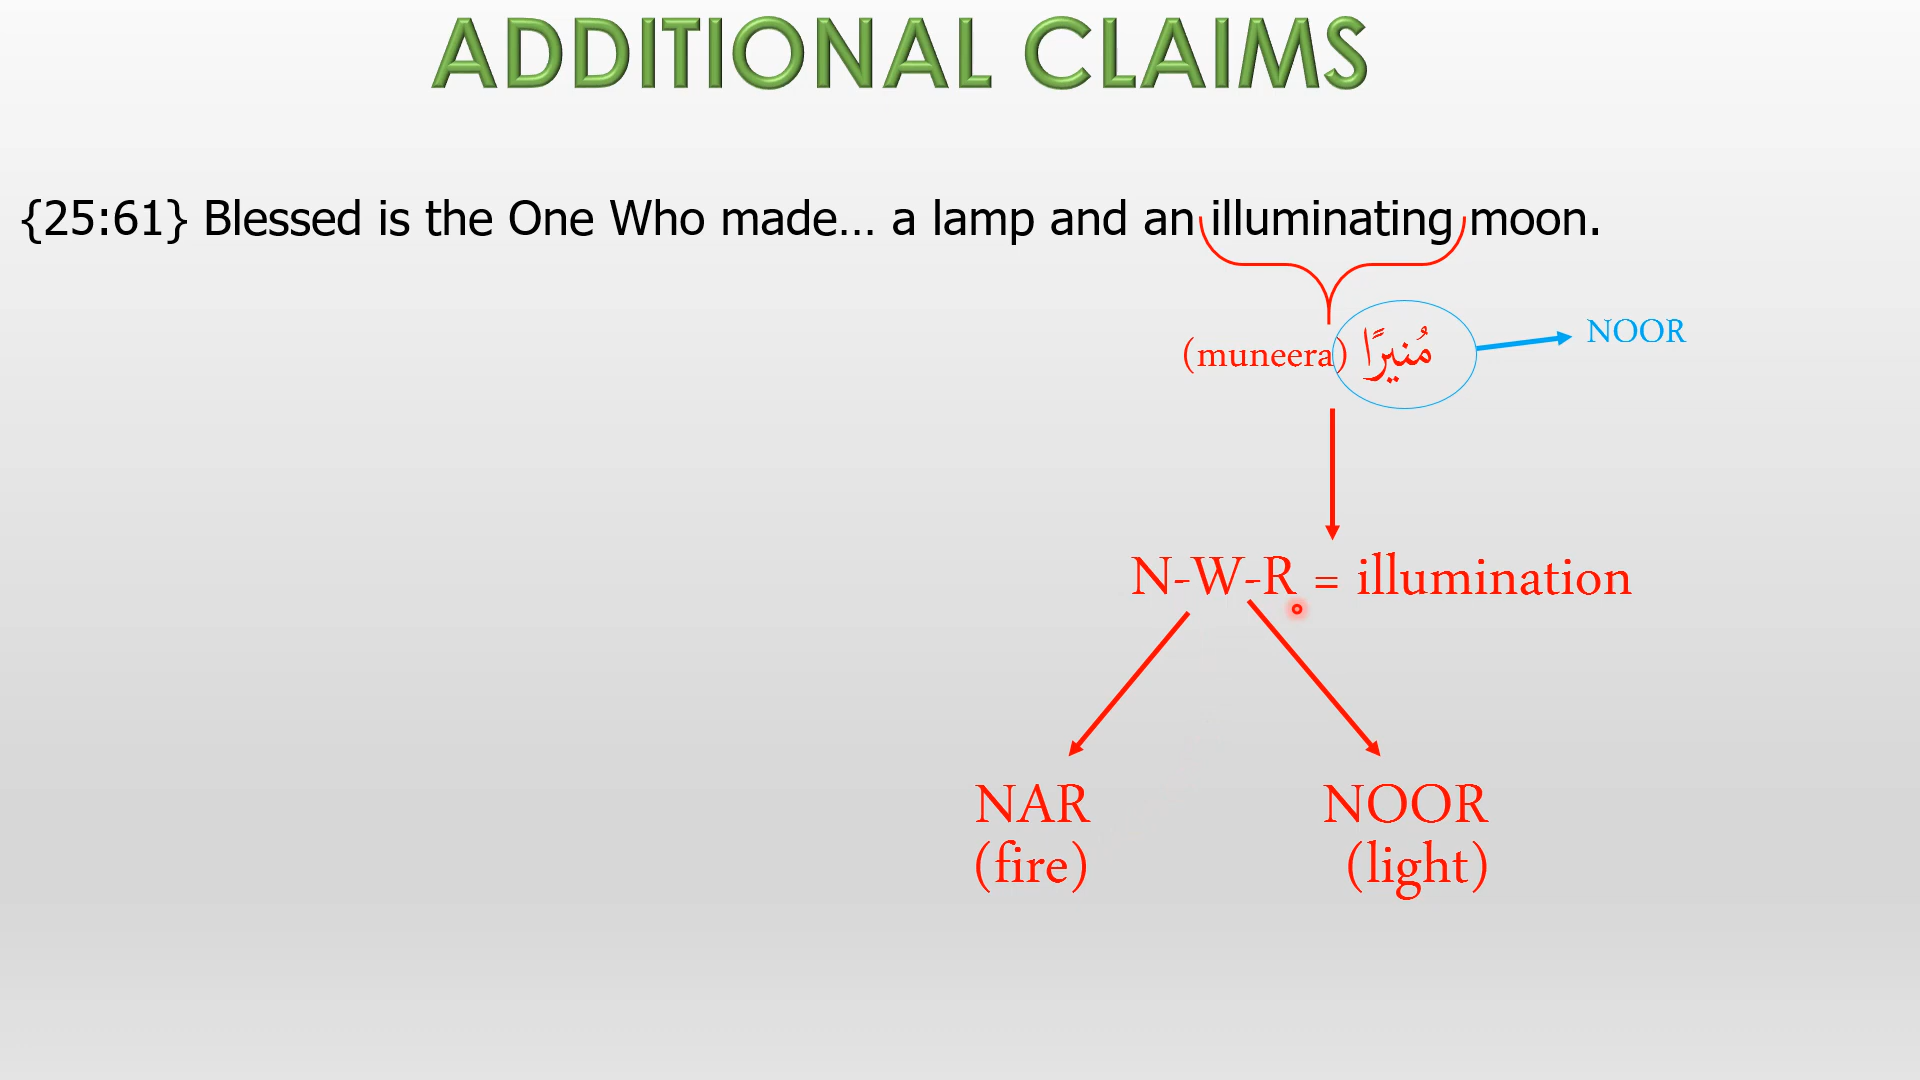 ADDITIONAL CLAIMS
{25:61} Blessed is the One Who made... a lamp and an illuminating moon.
(muneera) مُنيرًا
NOOR
N-W-R = illumination
NAR
(fire)
NOOR
(light)